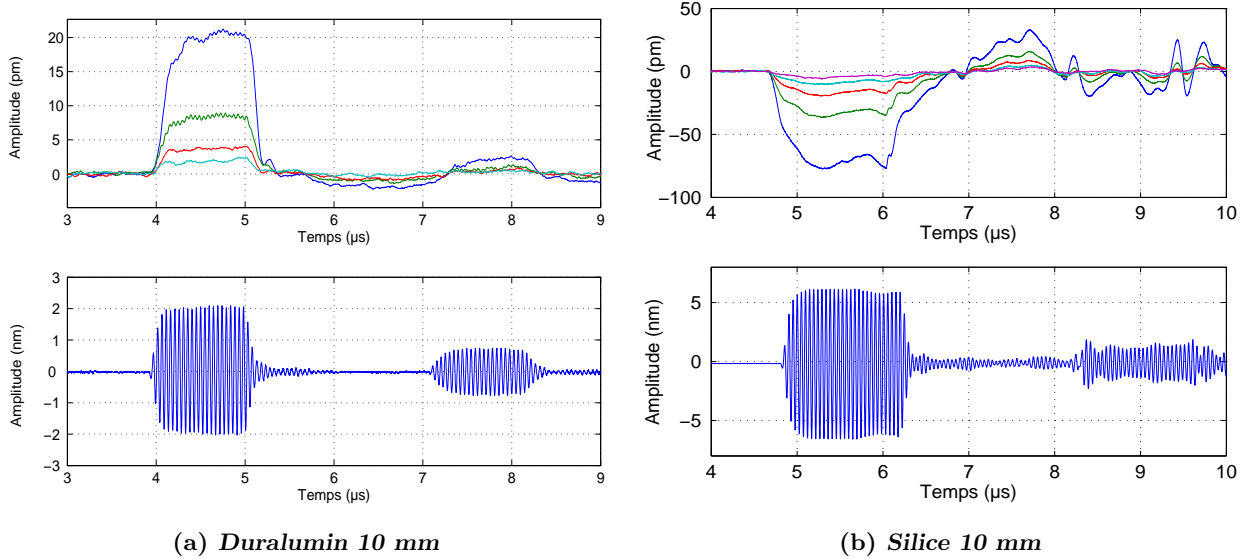 Amplitude (pm)
20
15
10
5
0
3 4 5 6 7 8 9
Temps (µs)
Amplitude (nm)
3
2
1
0
−1
−2
−3
3 4 5 6 7 8 9
Temps (µs)
(a) Duralumin 10 mm
Amplitude (pm)
50
0
−50
−100
4 5 6 7 8 9 10
Temps (µs)
Amplitude (nm)
5
0
−5
4 5 6 7 8 9 10
Temps (µs)
(b) Silice 10 mm